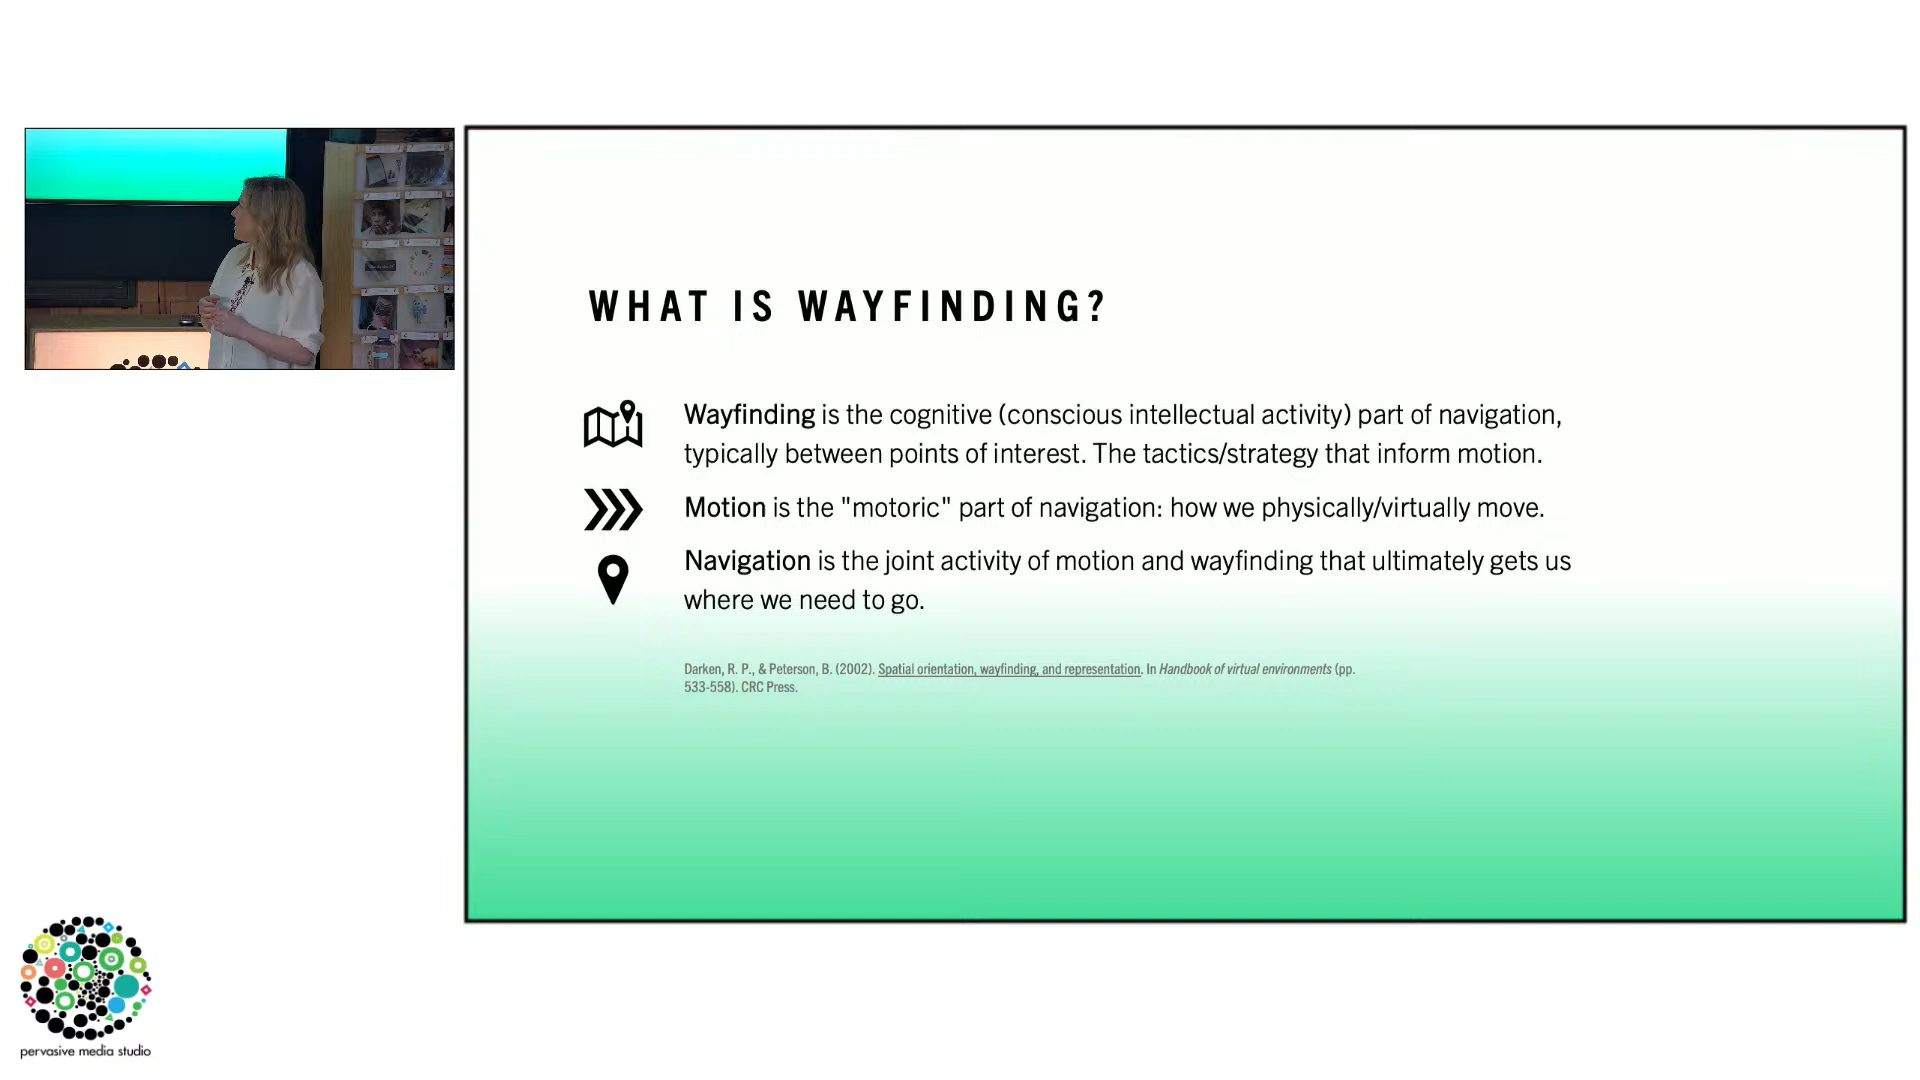 WHAT IS WAYFINDING?
Wayfinding is the cognitive (conscious intellectual activity) part of navigation,
typically between points of interest. The tactics/strategy that inform motion.
Motion is the "motoric" part of navigation: how we physically/virtually move.
Navigation is the joint activity of motion and wayfinding that ultimately gets us
where we need to go.
Darken, R. P., & Peterson, B. (2002). Spatial orientation, wayfinding, and representation. In Handbook of virtual environments (pp.
533-558). CRC Press.
pervasive media studio